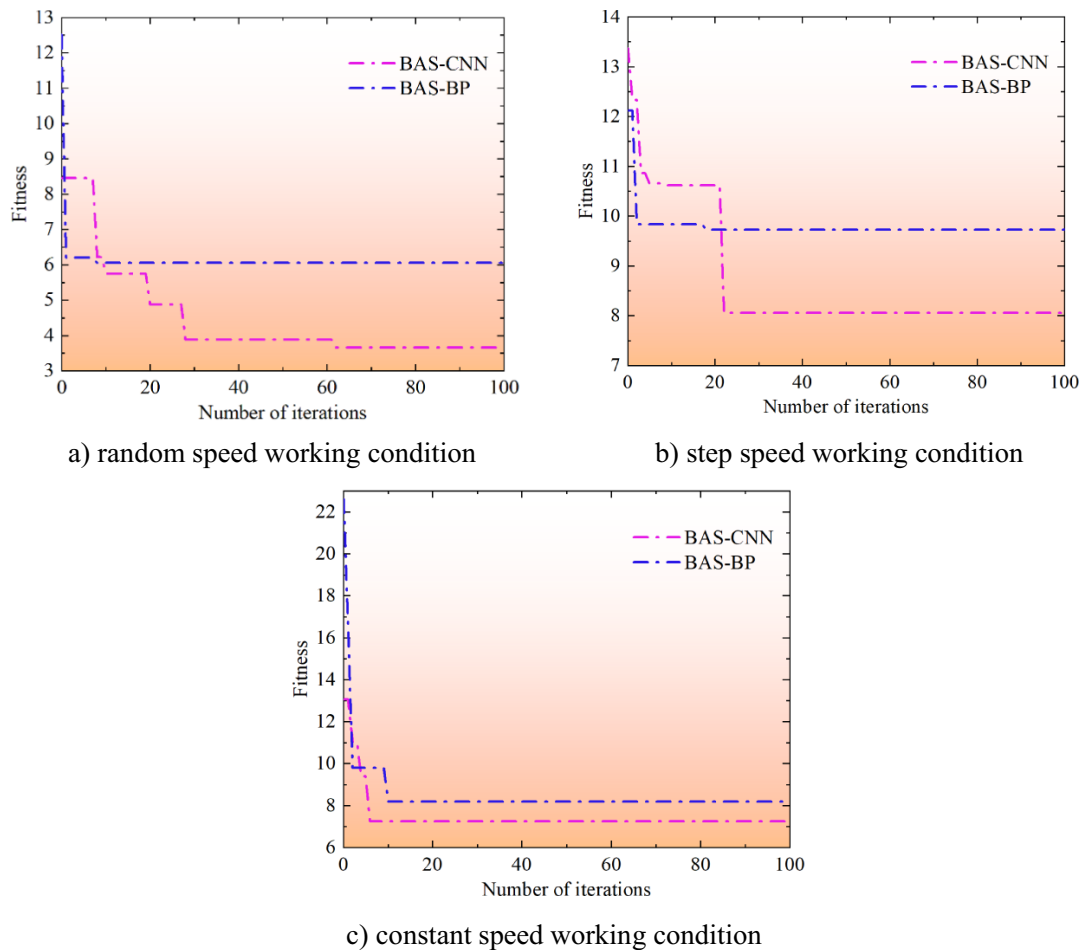 13
12
11
10
9
8
7
6
5
4
3
Fitness
BAS-CNN
BAS-BP
0 20 40 60 80 100
Number of iterations
a) random speed working condition
14
13
12
11
10
9
8
7
Fitness
BAS-CNN
BAS-BP
0 20 40 60 80 100
Number of iterations
b) step speed working condition
22
20
18
16
14
12
10
8
6
Fitness
BAS-CNN
BAS-BP
0 20 40 60 80 100
Number of iterations
c) constant speed working condition